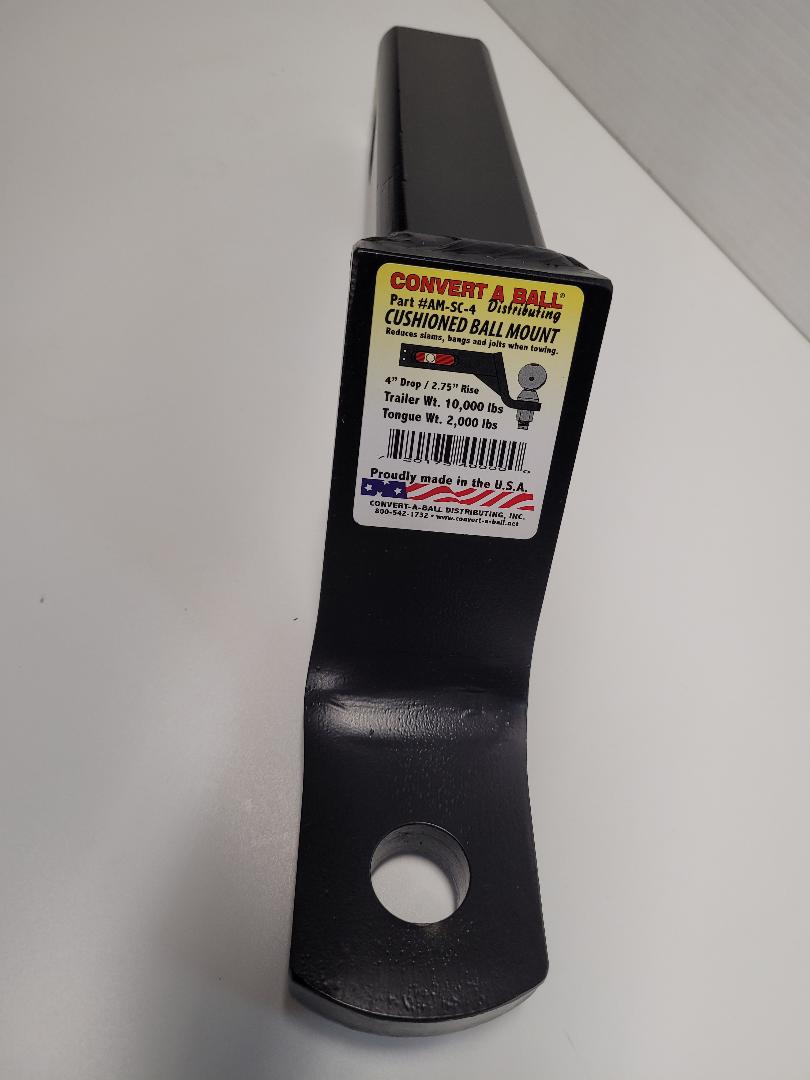 CONVERT A BALL®
Distributing
Part #AM-SC-4
CUSHIONED BALL MOUNT
Reduces slams, bangs and jolts when towing.
4" Drop / 2.75" Rise
Trailer Wt. 10,000 lbs
Tongue Wt. 2,000 lbs
Proudly made in the U.S.A.
CONVERT-A-BALL DISTRIBUTING, INC.
800-542-1732 • www.convert-a-ball.net